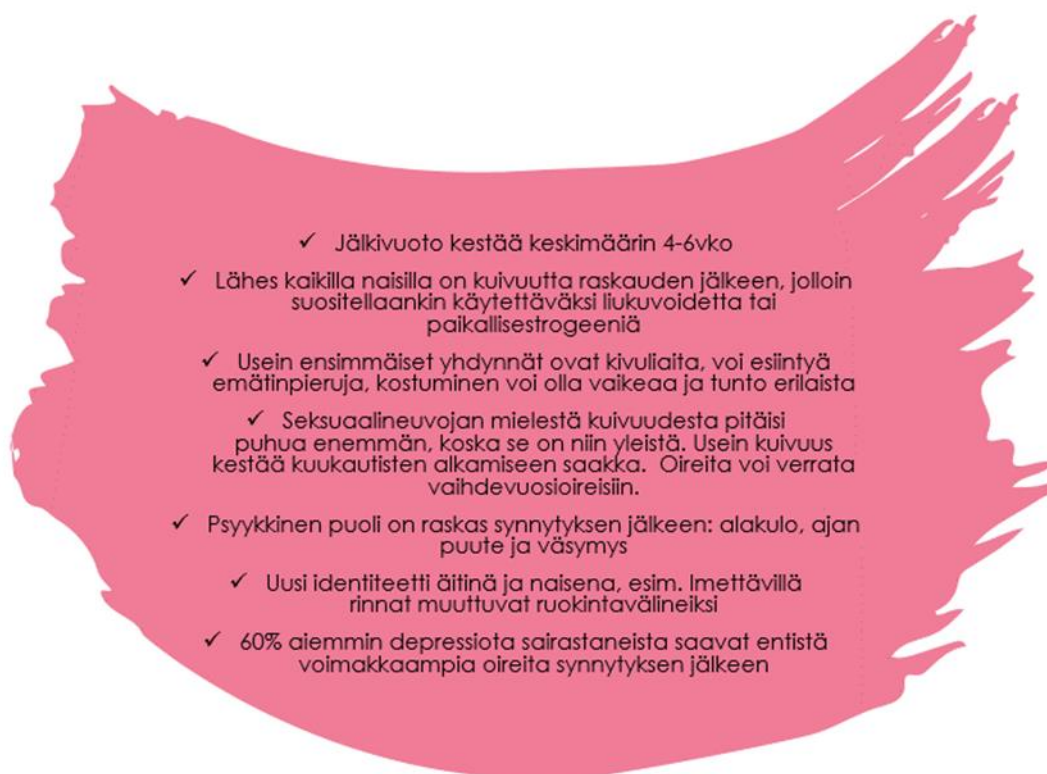 ✓ Jälkivuoto kestää keskimäärin 4-6vko
✓ Lähes kaikilla naisilla on kuivuutta raskauden jälkeen, jolloin
suositellaankin käytettäväksi liukuvoidetta tai
paikallisestrogeeniä
✓ Usein ensimmäiset yhdynnät ovat kivuliaita, voi esiintyä
emätinpieruja, kostuminen voi olla vaikeaa ja tunto erilaista
✓ Seksuaalineuvojan mielestä kuivuudesta pitäisi
puhua enemmän, koska se on niin yleistä. Usein kuivuus
kestää kuukautisten alkamiseen saakka. Oireita voi verrata
vaihdevuosioireisiin.
✓ Psyykkinen puoli on raskas synnytyksen jälkeen: alakulo, ajan
puute ja väsymys
✓ Uusi identiteetti äitinä ja naisena, esim. Imettävillä
rinnat muuttuvat ruokintavälineiksi
✓ 60% aiemmin depressiota sairastaneista saavat entistä
voimakkaampia oireita synnytyksen jälkeen